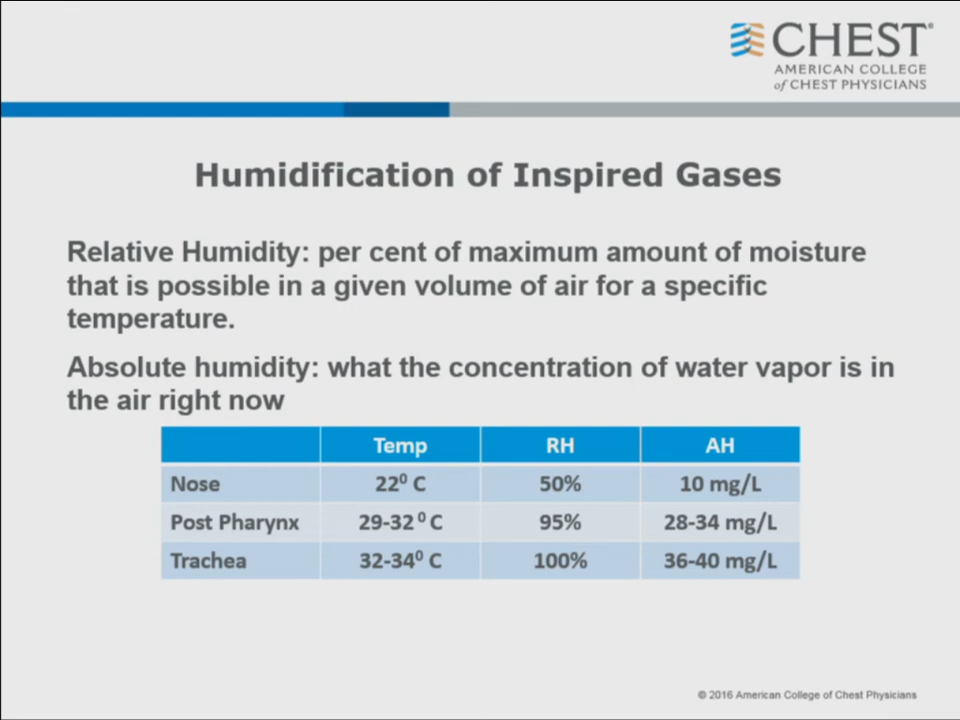 CHEST®
AMERICAN COLLEGE
of CHEST PHYSICIANS
Humidification of Inspired Gases
Relative Humidity: per cent of maximum amount of moisture
that is possible in a given volume of air for a specific
temperature.
Absolute humidity: what the concentration of water vapor is in
the air right now
Temp RH AH
Nose 22⁰ C 50% 10 mg/L
Post Pharynx 29-32 ⁰ C 95% 28-34 mg/L
Trachea 32-34⁰ C 100% 36-40 mg/L
© 2016 American College of Chest Physicians